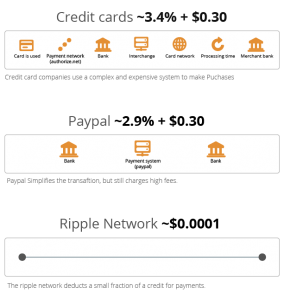 Credit cards ~3.4% + $0.30
Card is used
Payment network
(authorize.net)
Bank
Interchange
Card network
Processing time
Merchant bank
Credit card companies use a complex and expensive system to make Puchases
Paypal ~2.9% + $0.30
Bank
Payment system
(paypal)
Bank
Paypal Simplifies the transaftion, but still charges high fees.
Ripple Network ~$0.0001
The ripple network deducts a small fraction of a credit for payments.